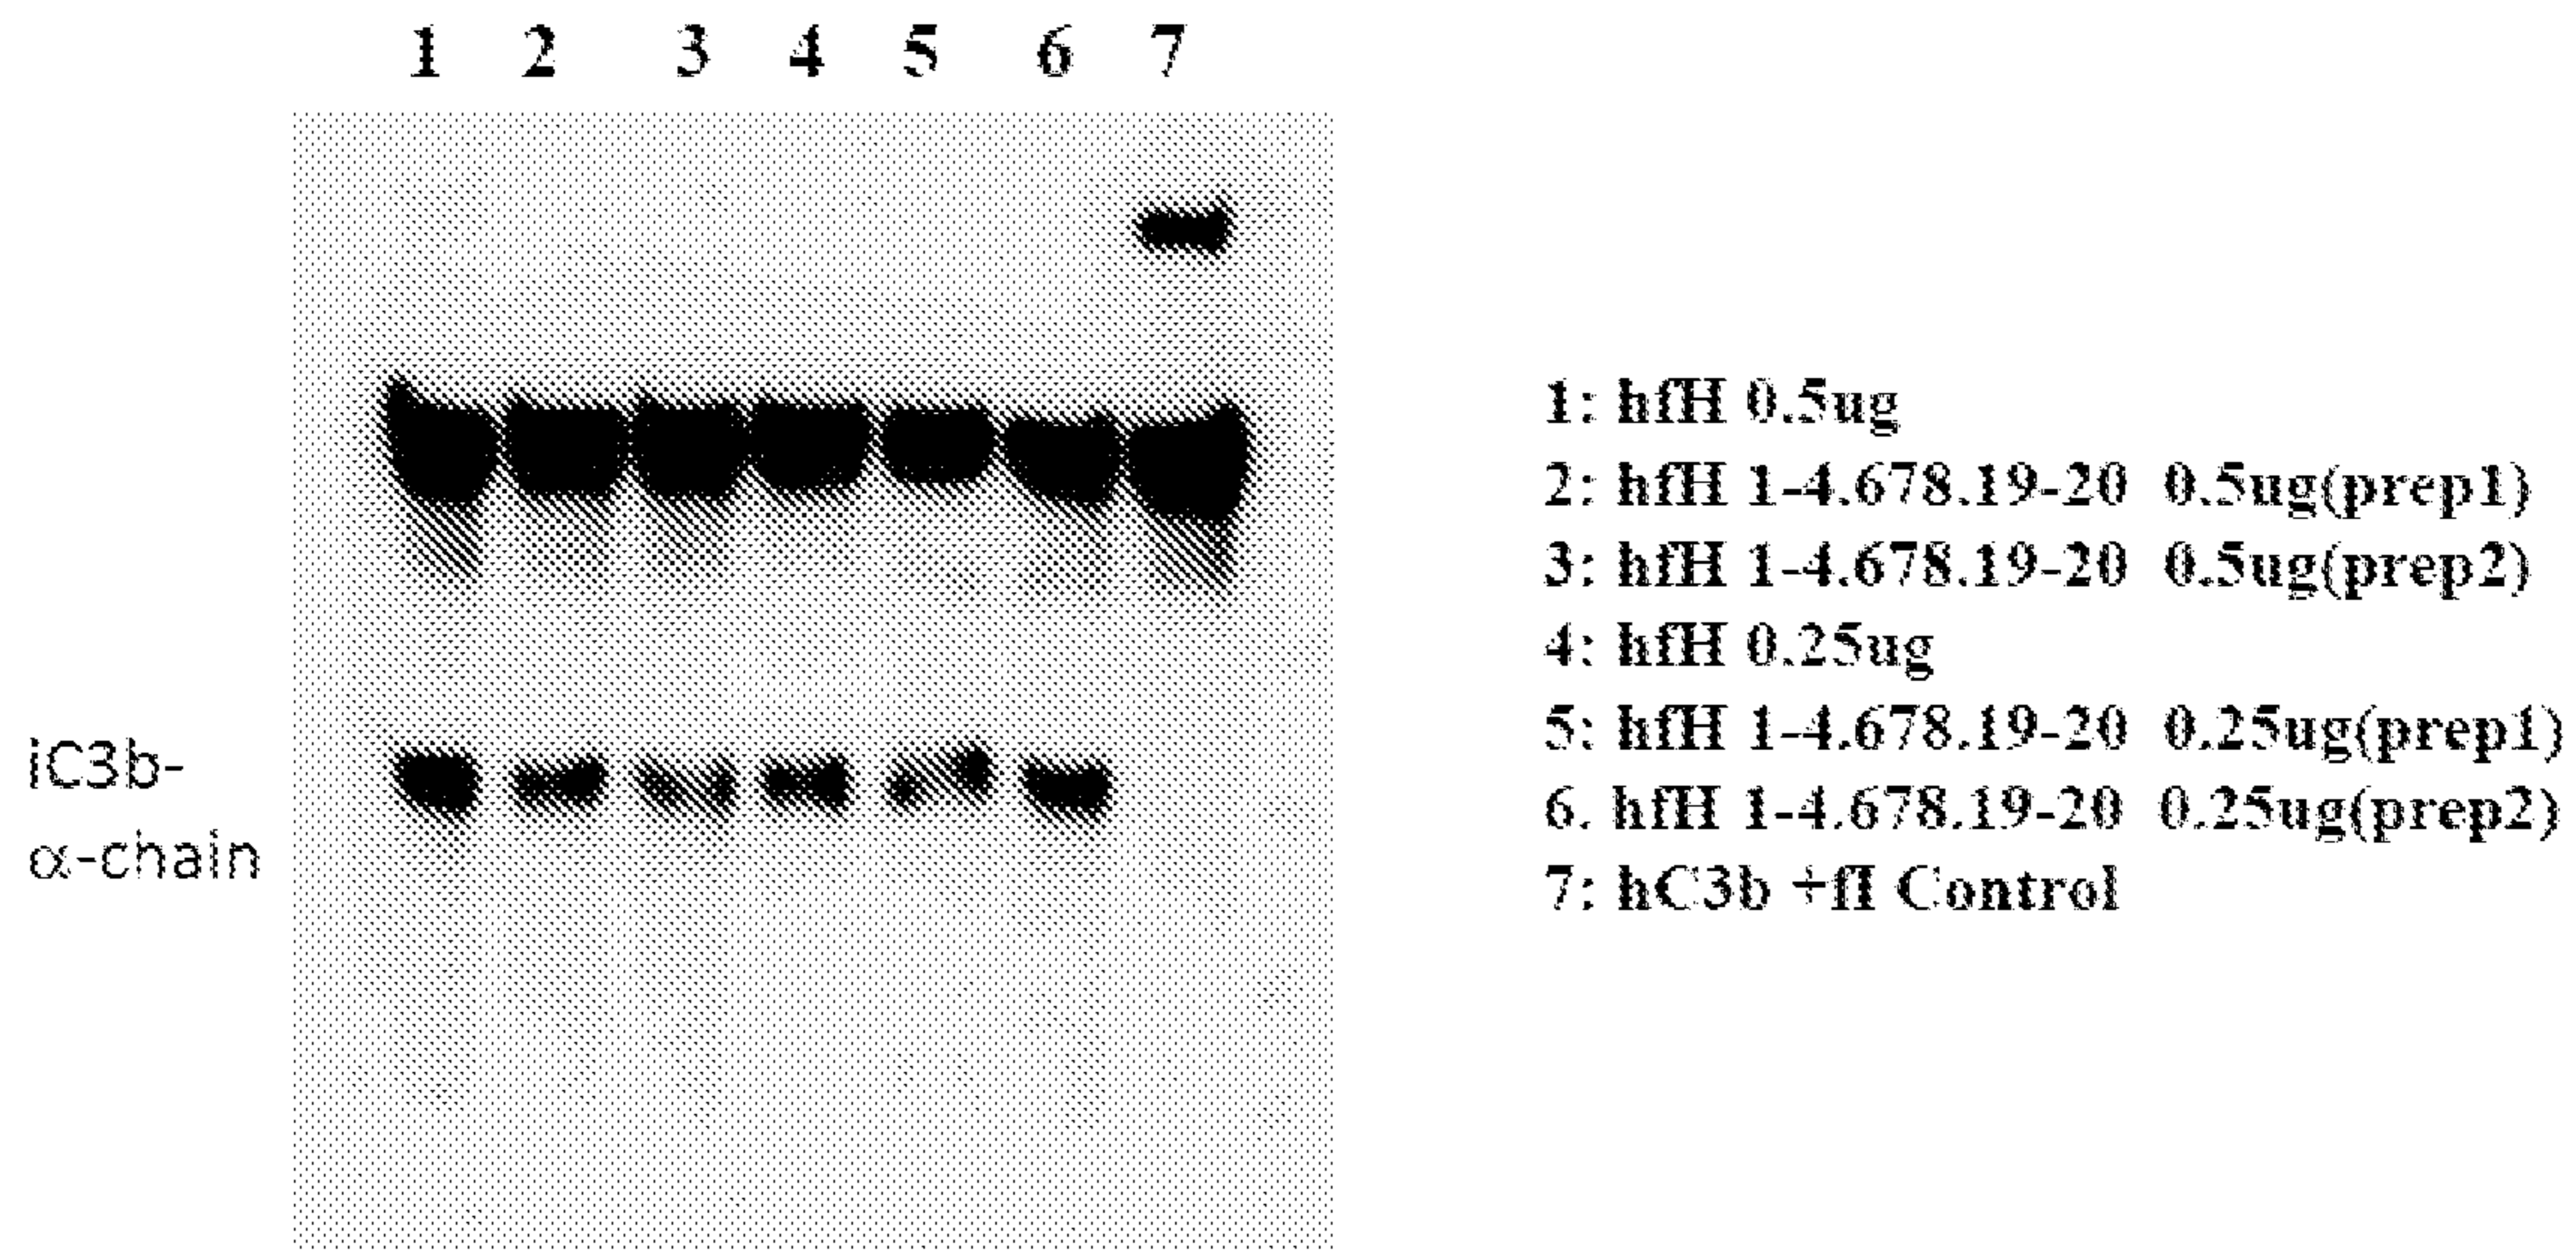 1 2 3 4 5 6 7
1: hfH 0.5ug
2: hfH 1-4.678.19-20 0.5ug(prep1)
3: hfH 1-4.678.19-20 0.5ug(prep2)
4: hfH 0.25ug
5: hfH 1-4.678.19-20 0.25ug(prep1)
6. hfH 1-4.678.19-20 0.25ug(prep2)
7: hC3b +fI Control
iC3b-
α-chain